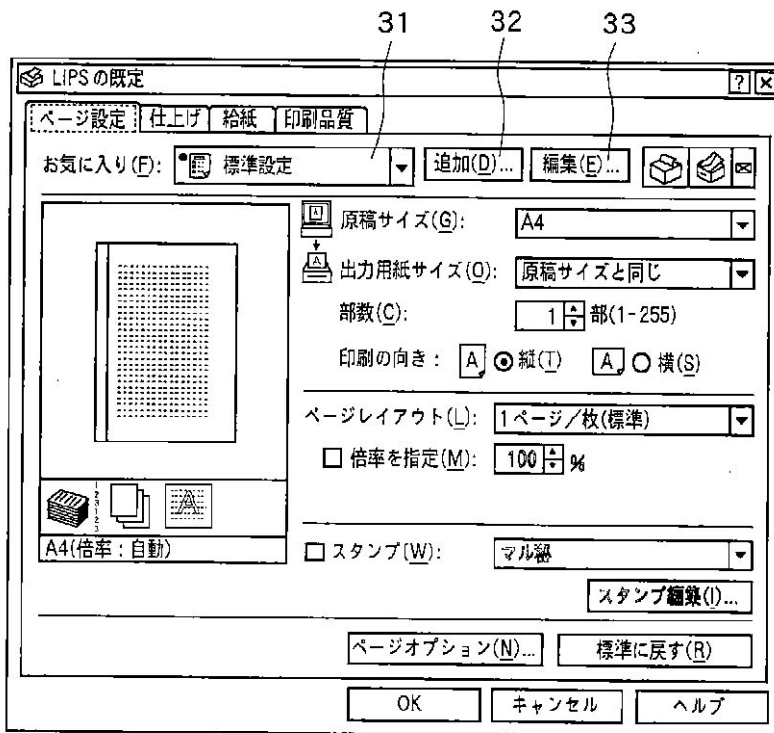 31 32 33
LIPSの既定 ? ×
ページ設定 仕上げ 給紙 印刷品質
お気に入り(F): 標準設定 追加(D)... 編集(E)...
原稿サイズ(G): A4
出力用紙サイズ(O): 原稿サイズと同じ
部数(C): 1 部(1-255)
印刷の向き: A 縦(T) A 横(S)
ページレイアウト(L): 1ページ/枚(標準)
倍率を指定(M): 100 %
A4(倍率:自動)
スタンプ(W): マル秘
スタンプ編集(I)...
ページオプション(N)... 標準に戻す(R)
OK キャンセル ヘルプ